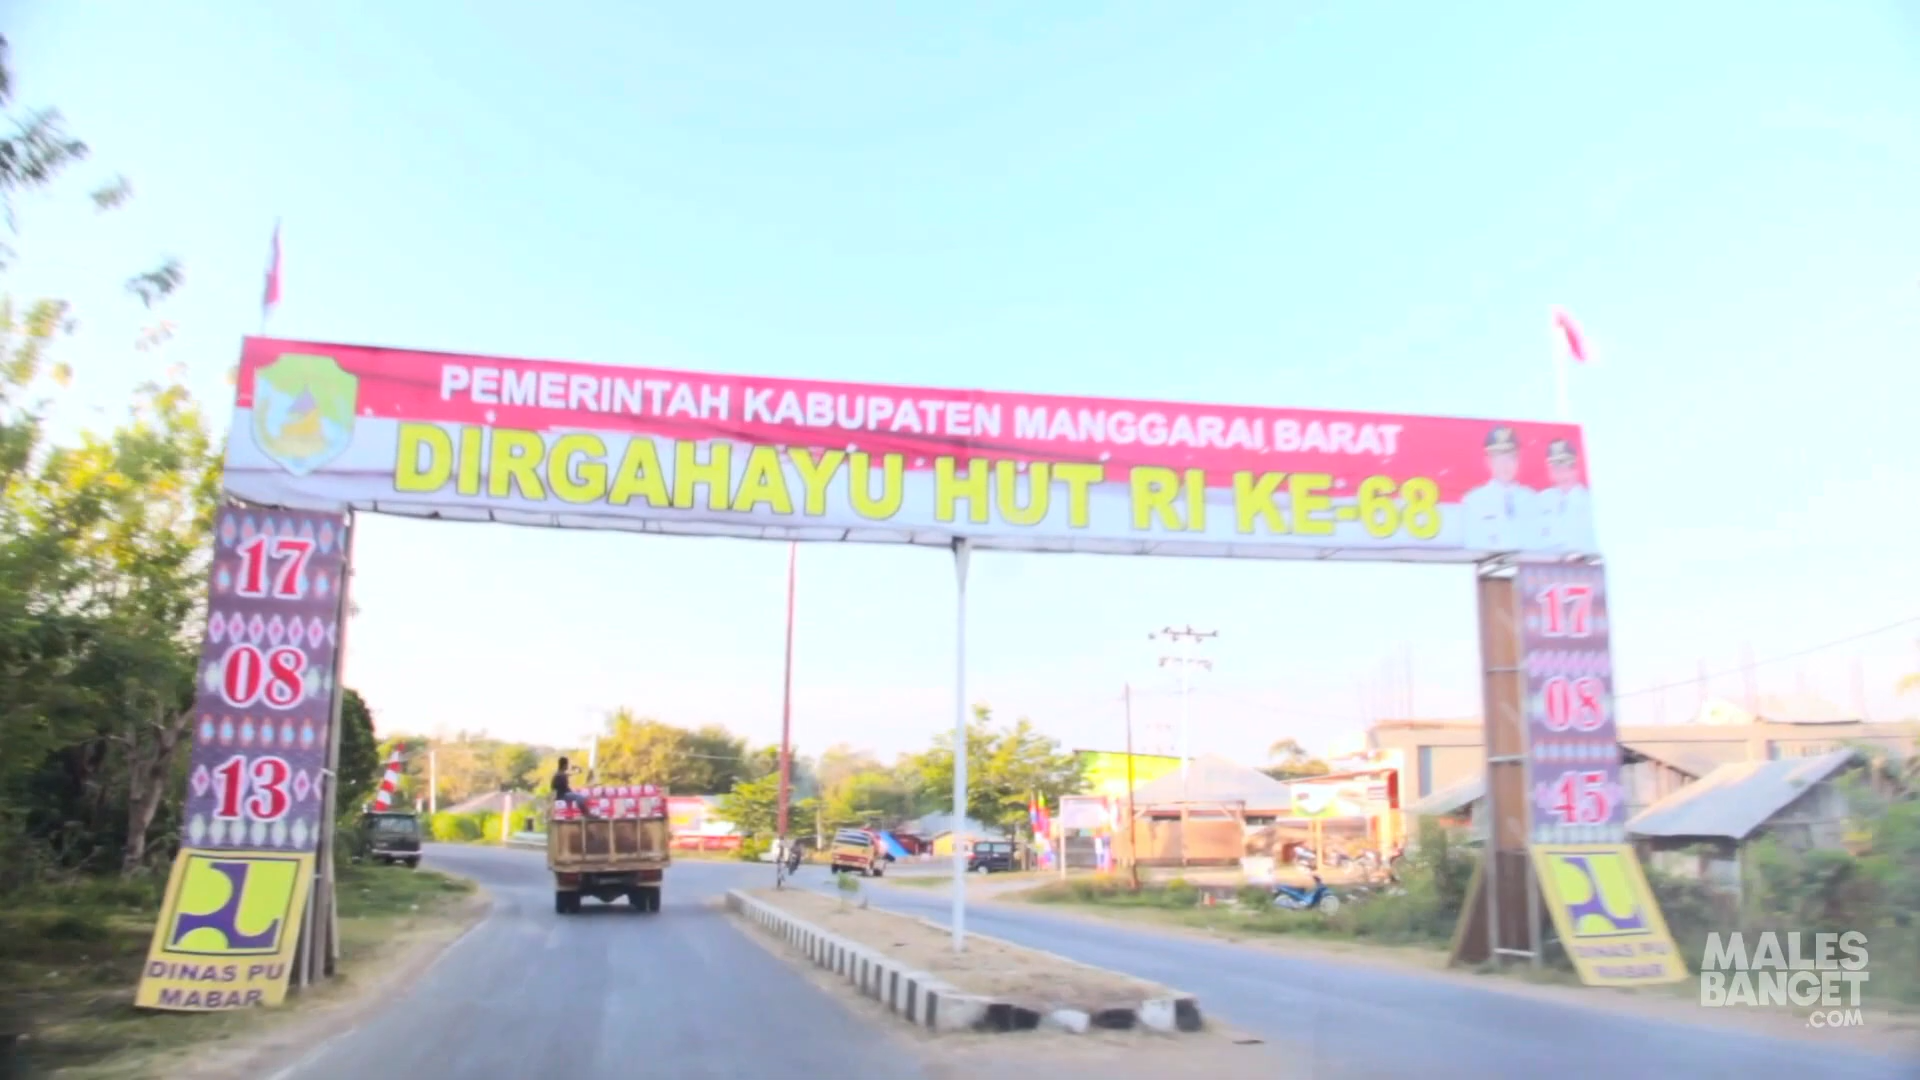 PEMERINTAH KABUPATEN MANGGARAI BARAT
DIRGAHAYU HUT RI KE-68
17
08
13
DINAS PU
MABAR
17
08
45
DINAS PU
MABAR
MALES
BANGET
.COM